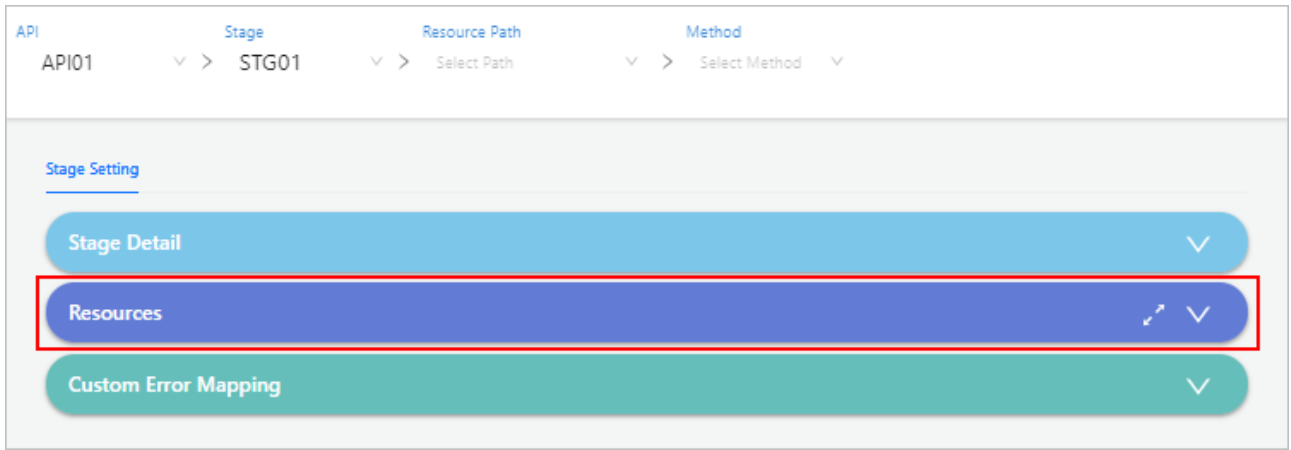 API Stage Resource Path Method
API01 > STG01 > Select Path > Select Method
Stage Setting
Stage Detail
Resources
Custom Error Mapping